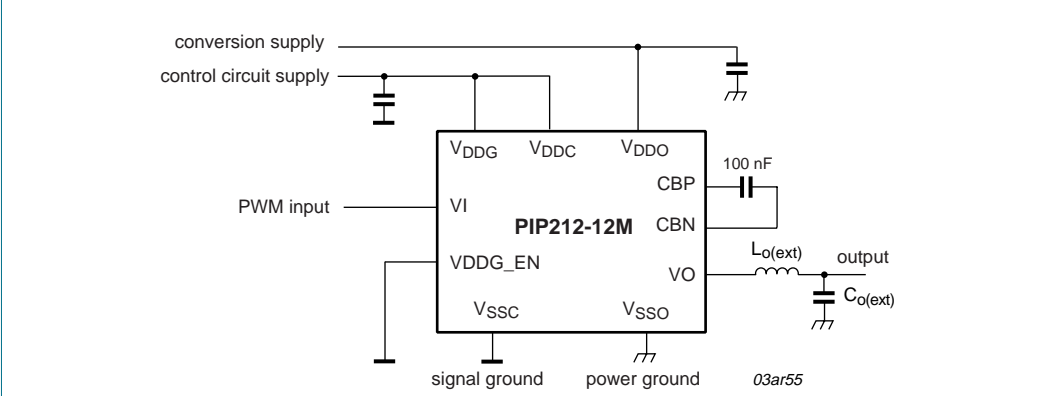 conversion supply
control circuit supply
VDDG VDDC VDDO
100 nF
CBP
PWM input
VI
PIP212-12M
CBN
Lo(ext)
output
VDDG_EN
VO
Co(ext)
VSSC
VSSO
signal ground
power ground
03ar55